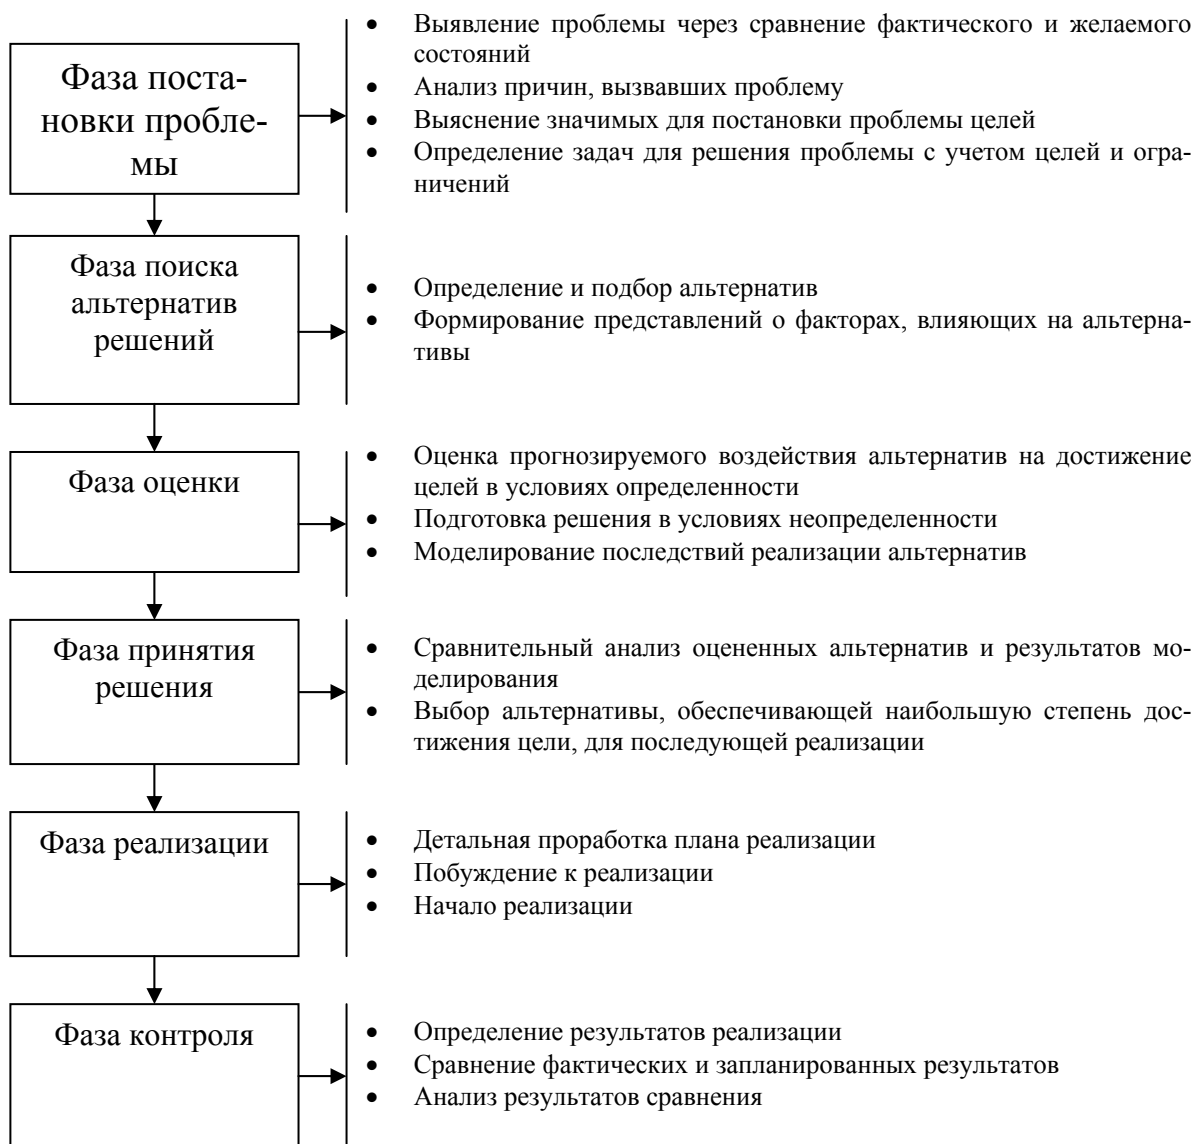 Фаза поста-
новки пробле-
мы
• Выявление проблемы через сравнение фактического и желаемого
состояний
• Анализ причин, вызвавших проблему
• Выяснение значимых для постановки проблемы целей
• Определение задач для решения проблемы с учетом целей и огра-
ничений
Фаза поиска
альтернатив
решений
• Определение и подбор альтернатив
• Формирование представлений о факторах, влияющих на альтерна-
тивы
Фаза оценки
• Оценка прогнозируемого воздействия альтернатив на достижение
целей в условиях определенности
• Подготовка решения в условиях неопределенности
• Моделирование последствий реализации альтернатив
Фаза принятия
решения
• Сравнительный анализ оцененных альтернатив и результатов мо-
делирования
• Выбор альтернативы, обеспечивающей наибольшую степень дос-
тижения цели, для последующей реализации
Фаза реализации
• Детальная проработка плана реализации
• Побуждение к реализации
• Начало реализации
Фаза контроля
• Определение результатов реализации
• Сравнение фактических и запланированных результатов
• Анализ результатов сравнения